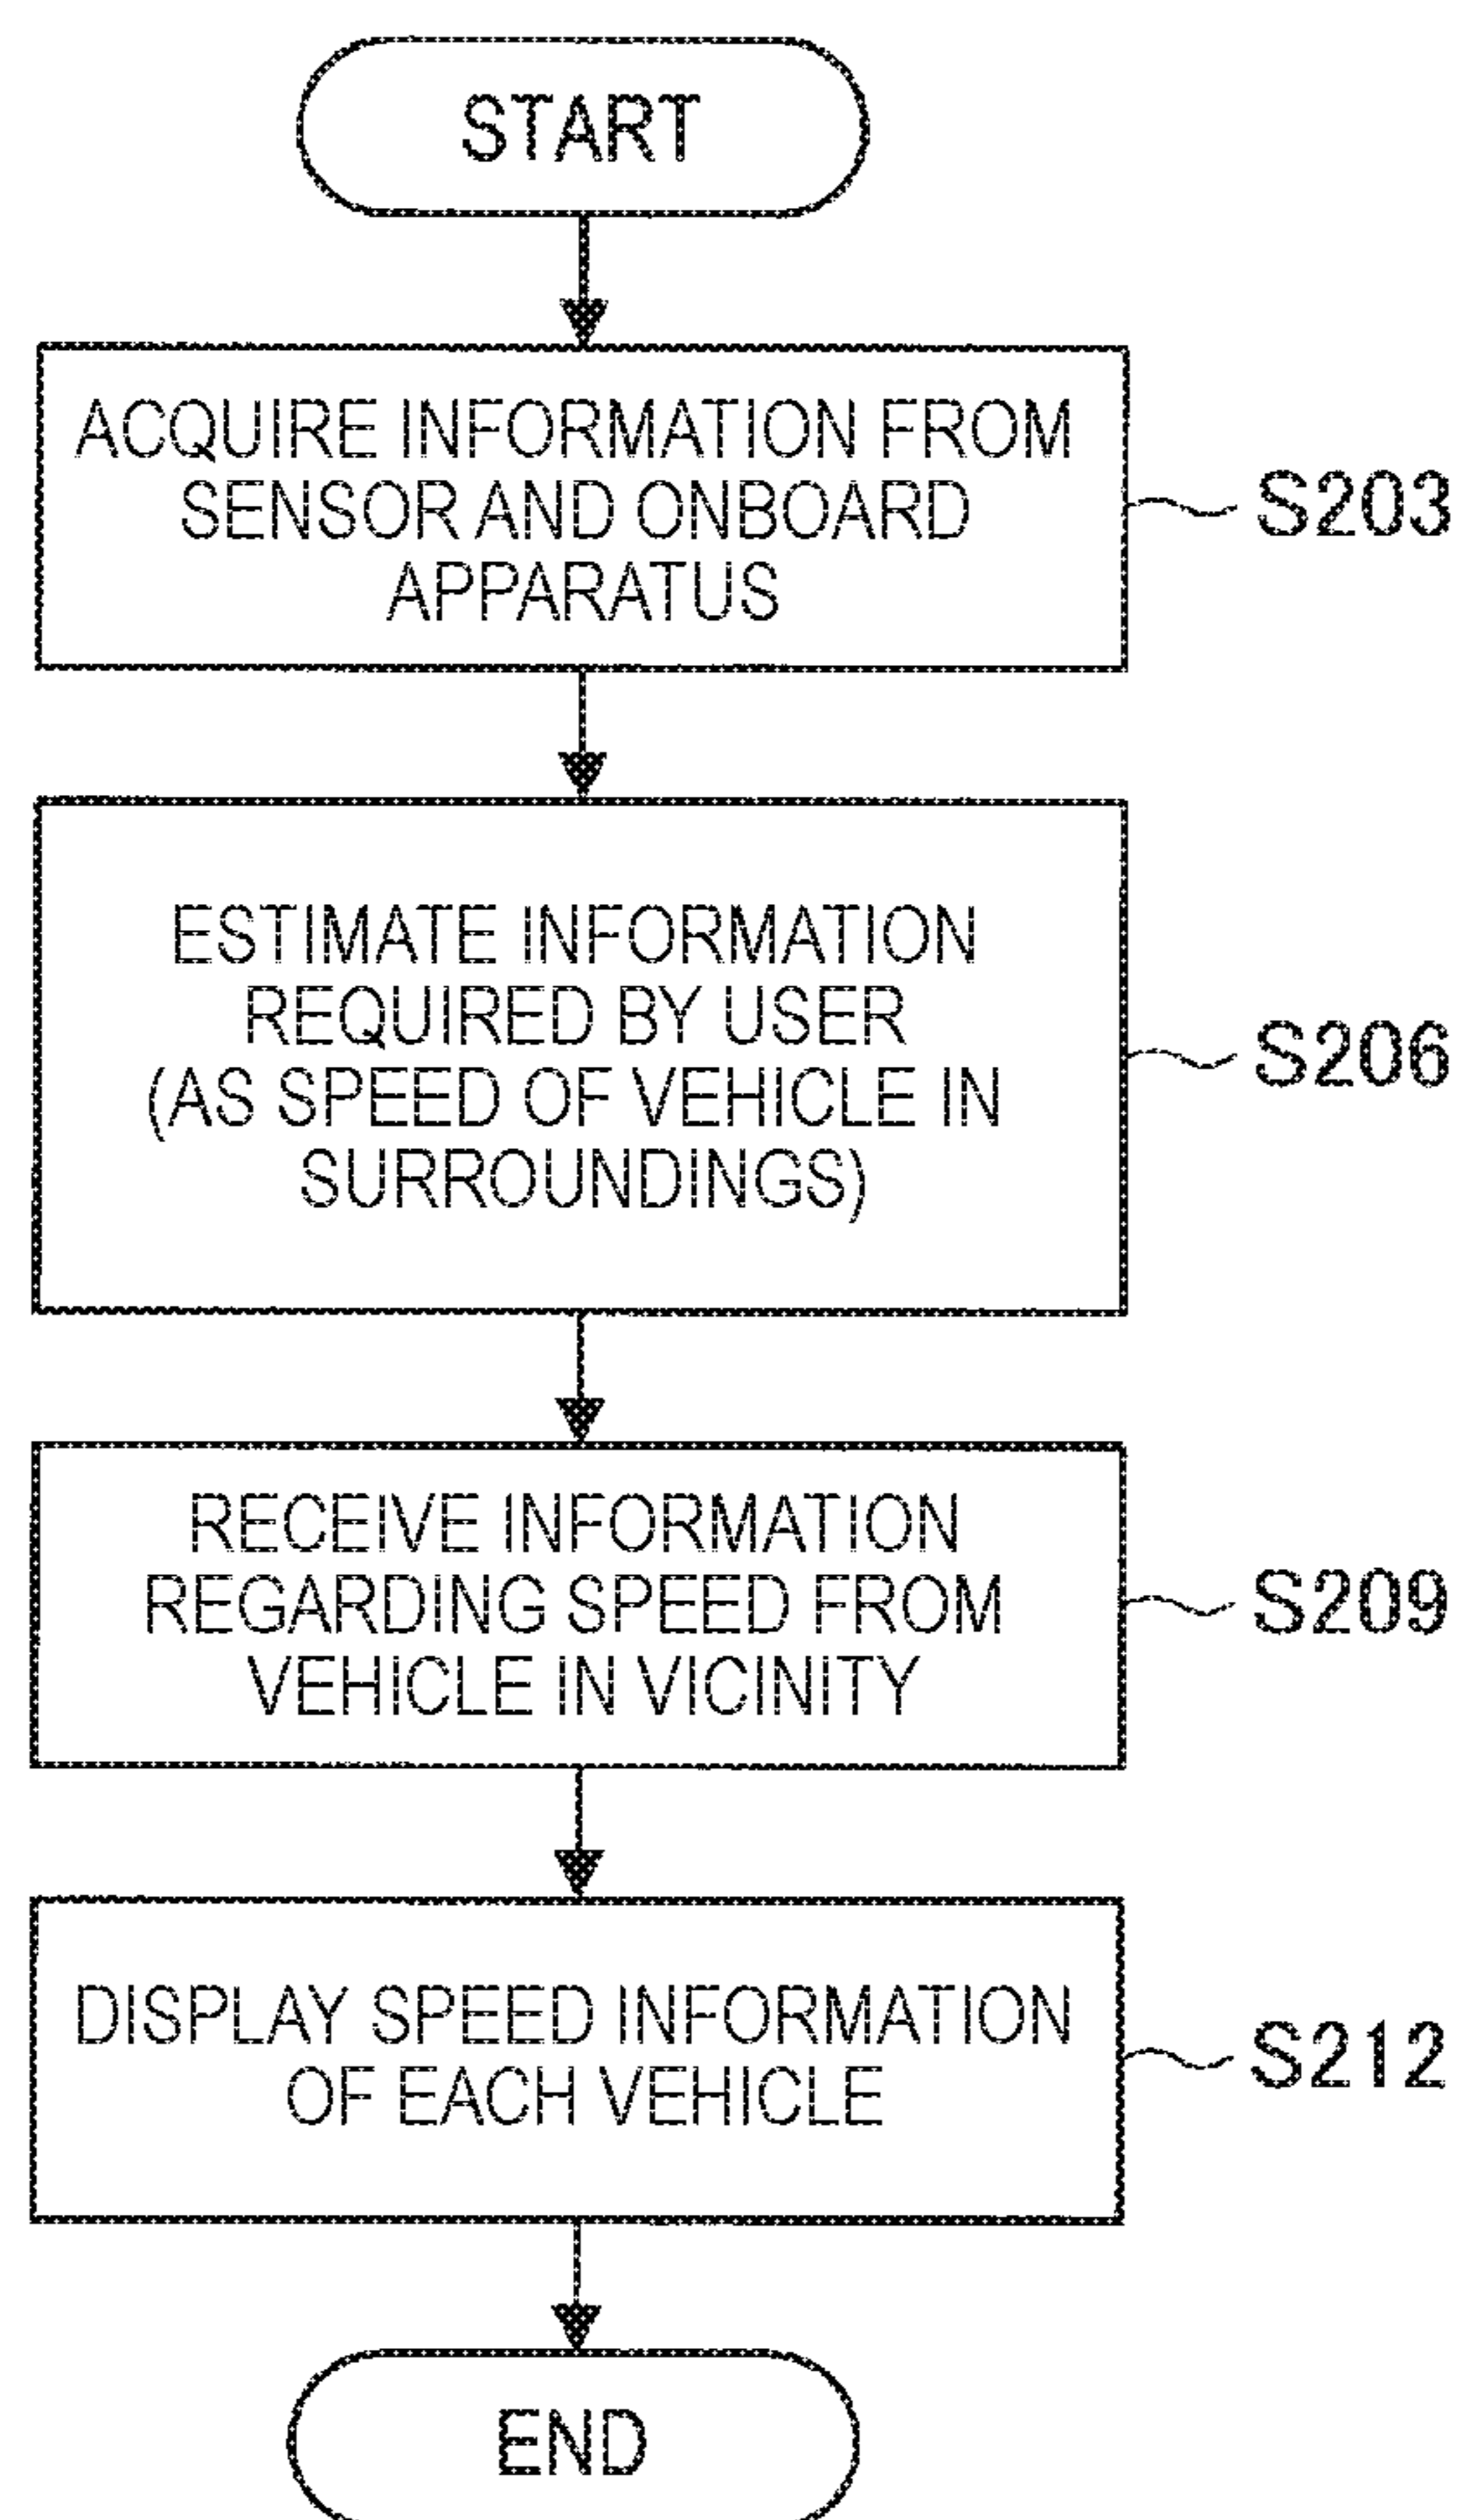 START
ACQUIRE INFORMATION FROM
SENSOR AND ONBOARD
APPARATUS
S203
ESTIMATE INFORMATION
REQUIRED BY USER
(AS SPEED OF VEHICLE IN
SURROUNDINGS)
S206
RECEIVE INFORMATION
REGARDING SPEED FROM
VEHICLE IN VICINITY
S209
DISPLAY SPEED INFORMATION
OF EACH VEHICLE
S212
END